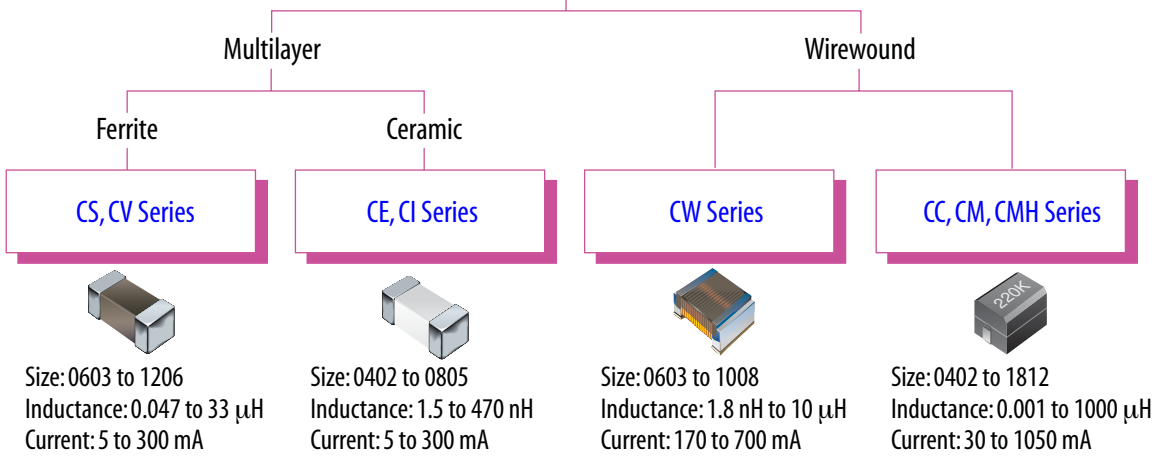 Multilayer
Wirewound
Ferrite
Ceramic
CS, CV Series
CE, CI Series
CW Series
CC, CM, CMH Series
220K
Size: 0603 to 1206
Inductance: 0.047 to 33 μH
Current: 5 to 300 mA
Size: 0402 to 0805
Inductance: 1.5 to 470 nH
Current: 5 to 300 mA
Size: 0603 to 1008
Inductance: 1.8 nH to 10 μH
Current: 170 to 700 mA
Size: 0402 to 1812
Inductance: 0.001 to 1000 μH
Current: 30 to 1050 mA